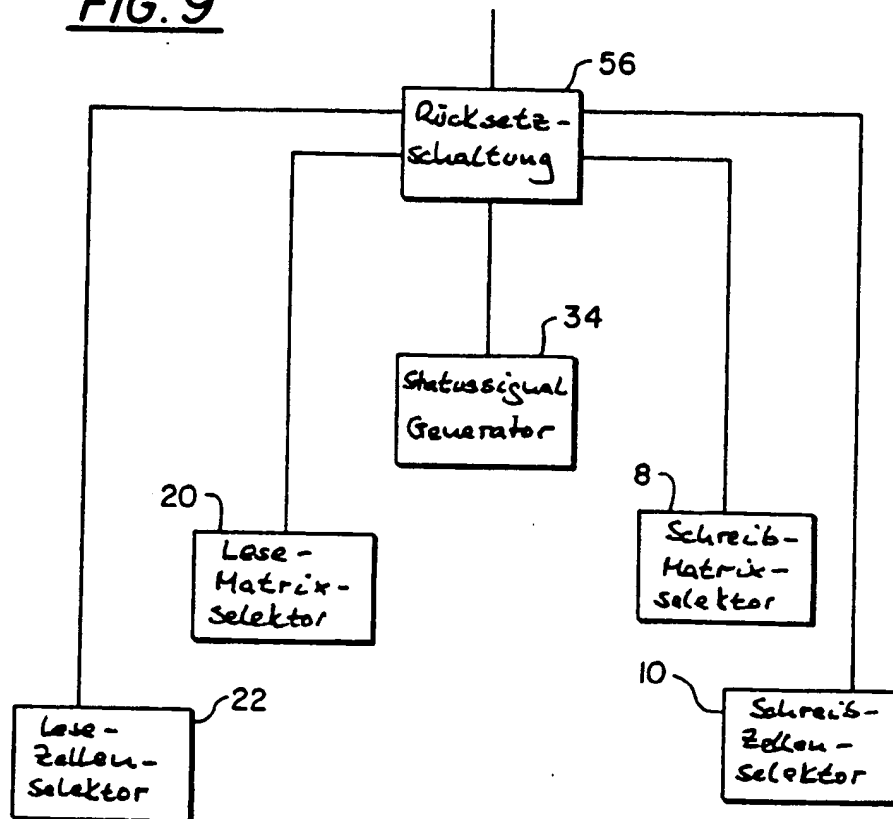 FIG. 9
56
Rücksetz-
schaltung
34
Statussignal
Generator
20
Lese-
Matrix-
selektor
8
Schreib-
Matrix-
selektor
22
Lese-
Zellen-
selektor
10
Schreib-
Zellen-
selektor